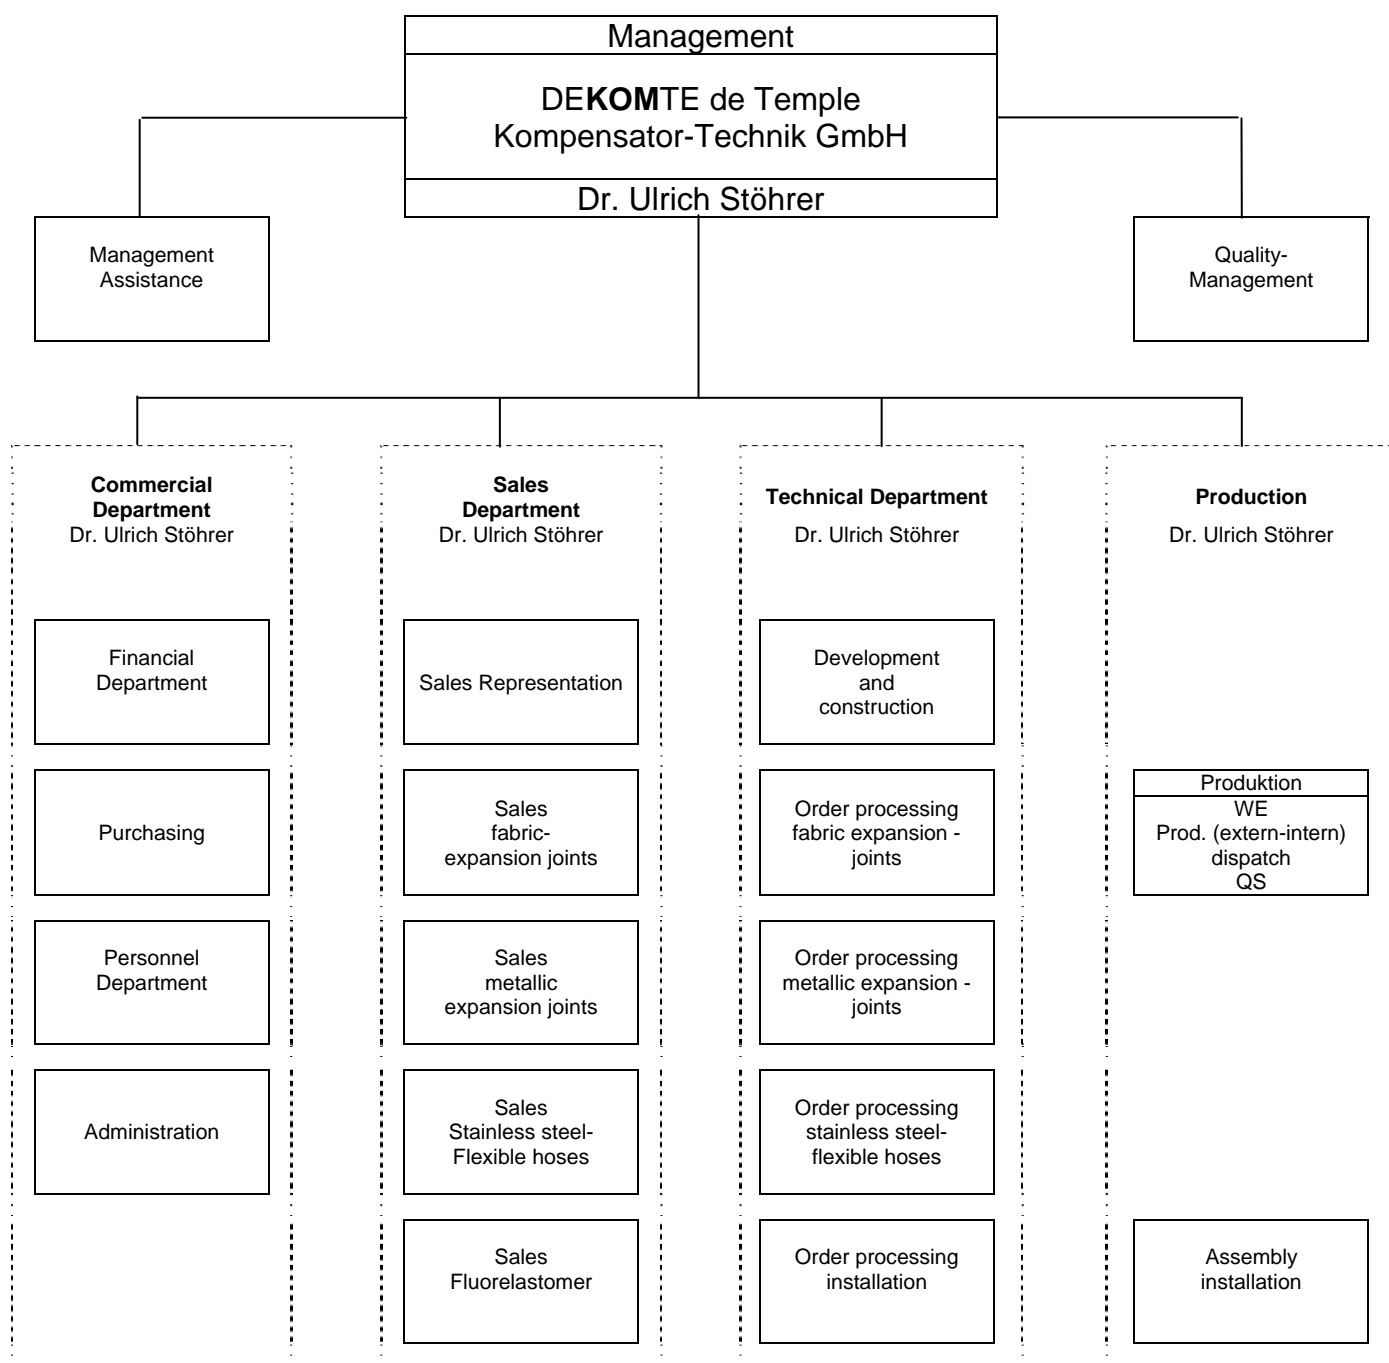 Management
DEKOMTE de Temple
Kompensator-Technik GmbH
Dr. Ulrich Stöhrer
Management
Assistance
Quality-
Management
Commercial
Department
Dr. Ulrich Stöhrer
Financial
Department
Purchasing
Personnel
Department
Administration
Sales
Department
Dr. Ulrich Stöhrer
Sales Representation
Sales
fabric-
expansion joints
Sales
metallic
expansion joints
Sales
Stainless steel-
Flexible hoses
Sales
Fluorelastomer
Technical Department
Dr. Ulrich Stöhrer
Development
and
construction
Order processing
fabric expansion -
joints
Order processing
metallic expansion -
joints
Order processing
stainless steel-
flexible hoses
Order processing
installation
Production
Dr. Ulrich Stöhrer
Produktion
WE
Prod. (extern-intern)
dispatch
QS
Assembly
installation